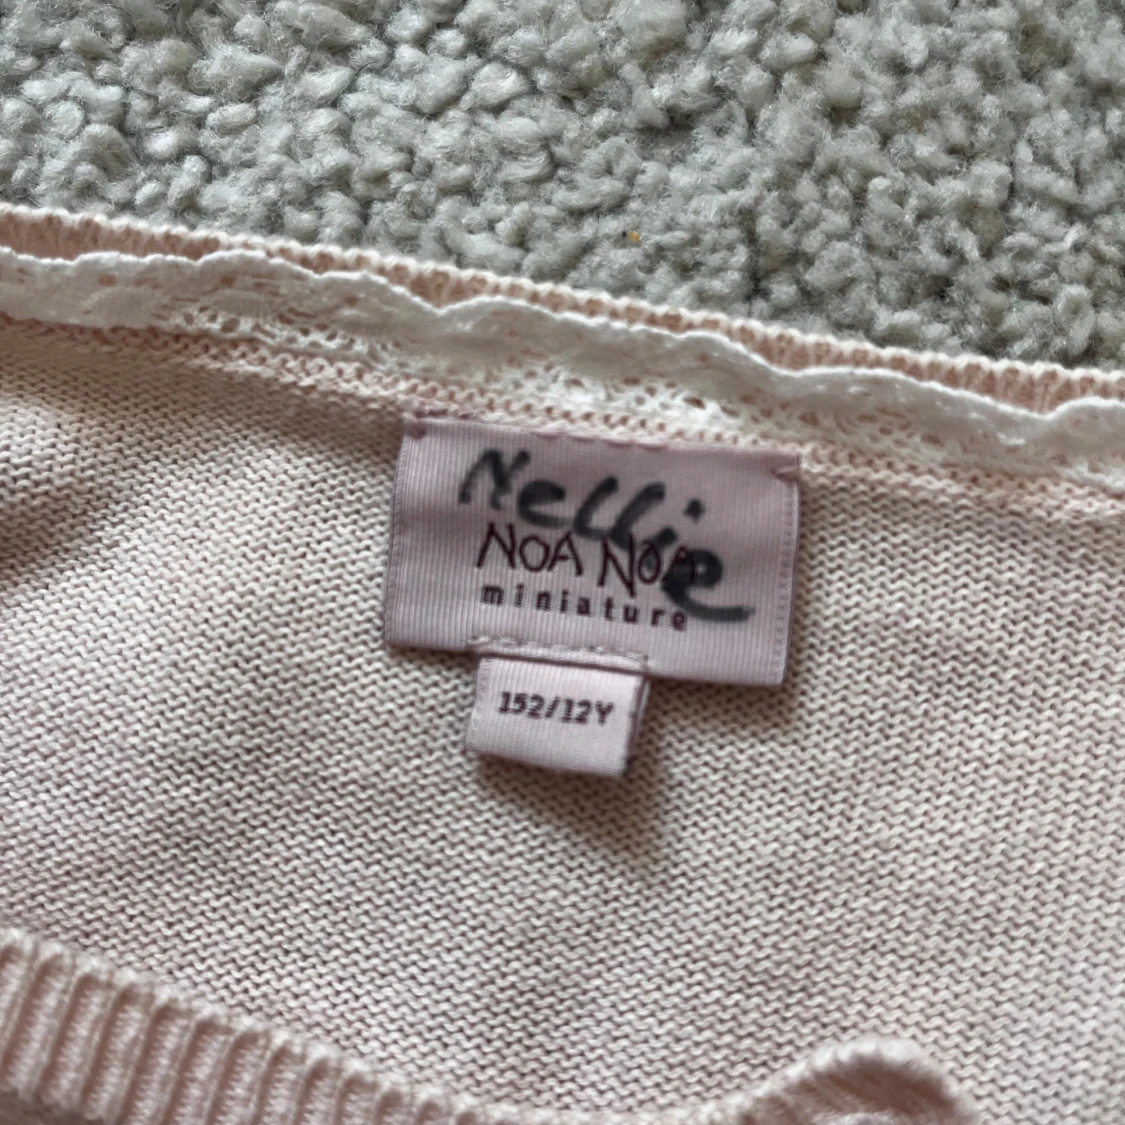 Nellie
NOA NOA
miniature
152/12Y